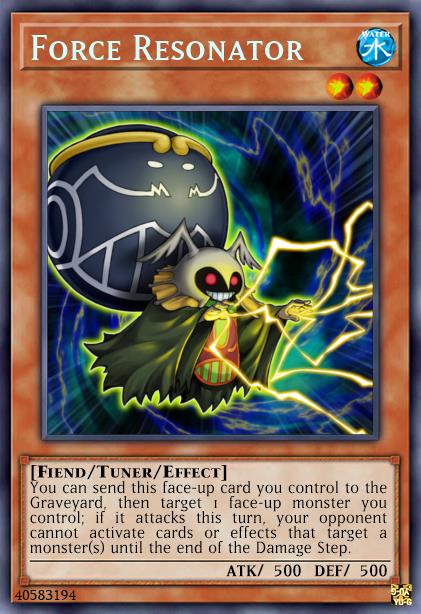 FORCE RESONATOR
WATER
水
[FIEND/TUNER/EFFECT]
You can send this face-up card you control to the
Graveyard, then target 1 face-up monster you
control; if it attacks this turn, your opponent
cannot activate cards or effects that target a
monster(s) until the end of the Damage Step.
ATK/ 500 DEF/ 500
40583194